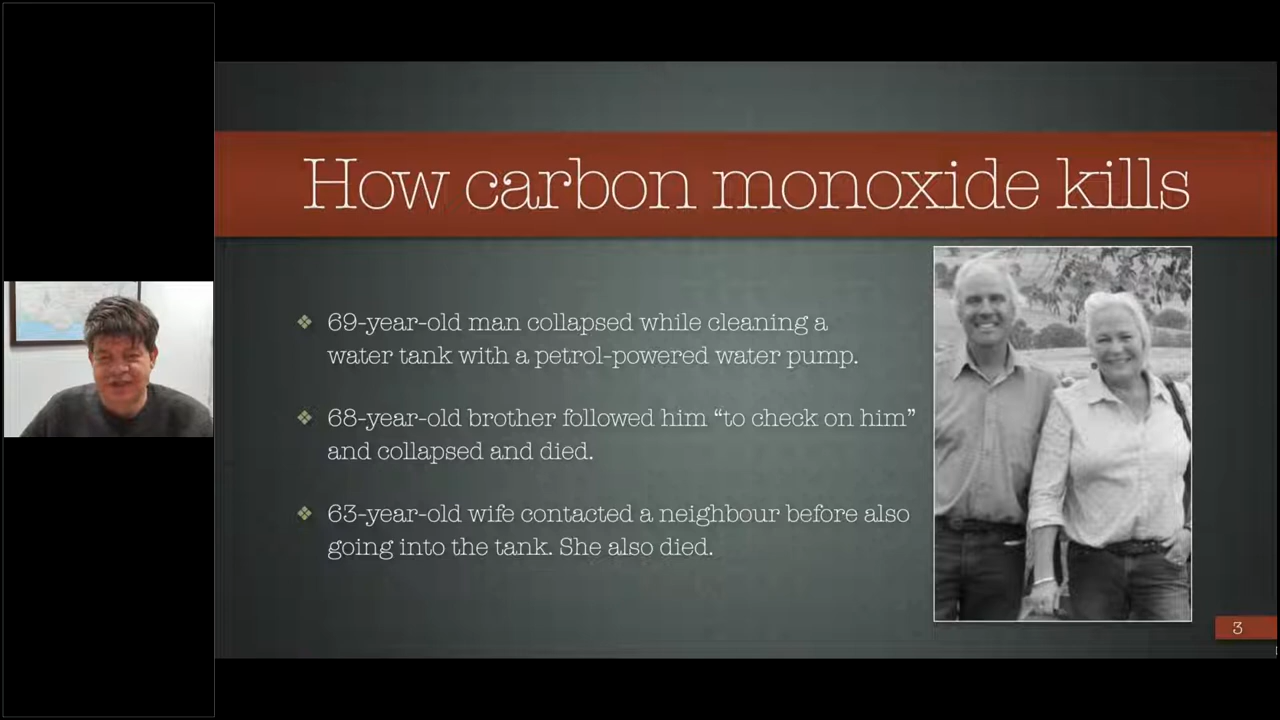 How carbon monoxide kills
❖ 69-year-old man collapsed while cleaning a
water tank with a petrol-powered water pump.
❖ 68-year-old brother followed him “to check on him”
and collapsed and died.
❖ 63-year-old wife contacted a neighbour before also
going into the tank. She also died.
3